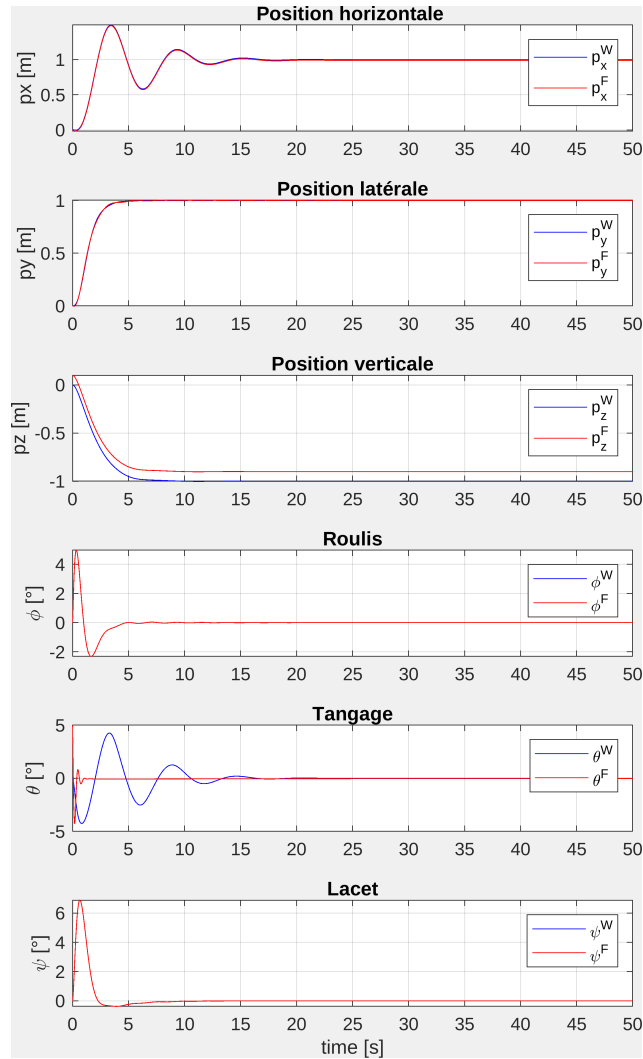 Position horizontale
px [m]
1
0.5
0
p_x^W
p_x^F
0 5 10 15 20 25 30 35 40 45 50
Position latérale
py [m]
1
0.5
0
p_y^W
p_y^F
0 5 10 15 20 25 30 35 40 45 50
Position verticale
pz [m]
0
-0.5
-1
p_z^W
p_z^F
0 5 10 15 20 25 30 35 40 45 50
Roulis
ϕ [°]
4
2
0
-2
ϕ^W
ϕ^F
0 5 10 15 20 25 30 35 40 45 50
Tangage
θ [°]
5
0
-5
θ^W
θ^F
0 5 10 15 20 25 30 35 40 45 50
Lacet
ψ [°]
6
4
2
0
ψ^W
ψ^F
0 5 10 15 20 25 30 35 40 45 50
time [s]